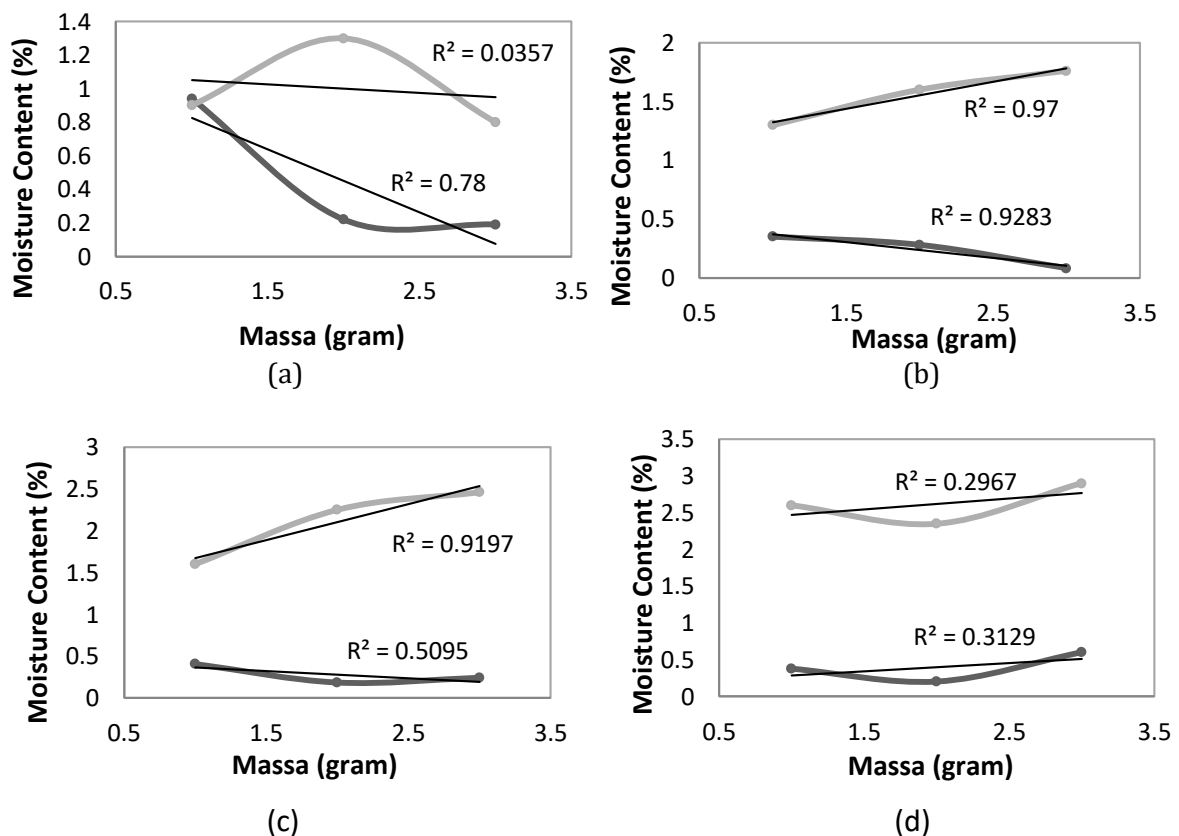 Moisture Content (%)
1.4
1.2
1
0.8
0.6
0.4
0.2
0
R² = 0.0357
R² = 0.78
0.5 1.5 2.5 3.5
Massa (gram)
(a)
Moisture Content (%)
2
1.5
1
0.5
0
R² = 0.97
R² = 0.9283
0.5 1.5 2.5 3.5
Massa (gram)
(b)
Moisture Content (%)
3
2.5
2
1.5
1
0.5
0
R² = 0.9197
R² = 0.5095
0.5 1.5 2.5 3.5
Massa (gram)
(c)
Moisture Content (%)
3.5
3
2.5
2
1.5
1
0.5
0
R² = 0.2967
R² = 0.3129
0.5 1.5 2.5 3.5
Massa (gram)
(d)